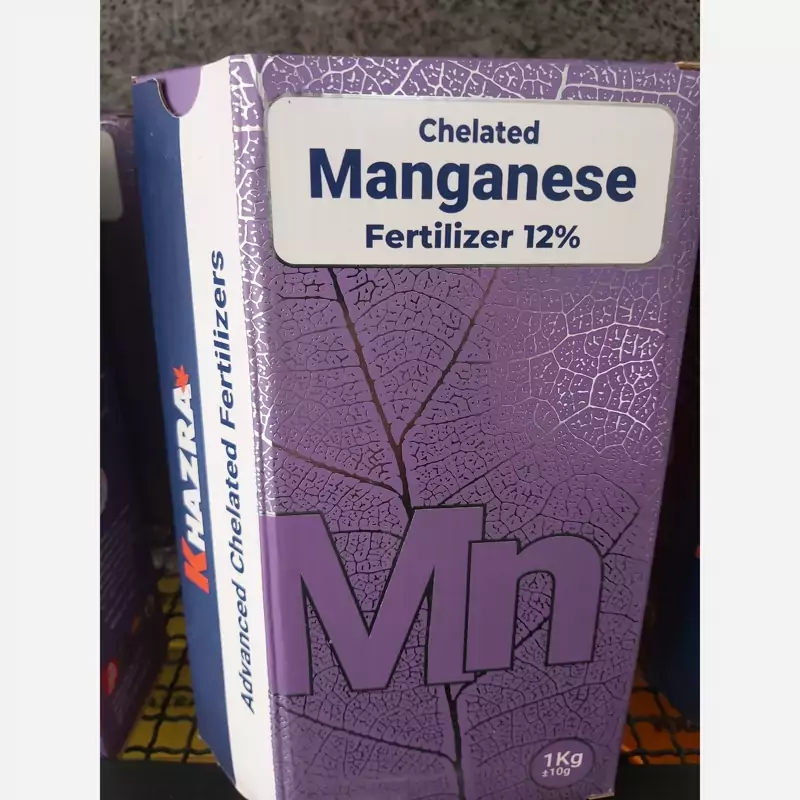 Chelated
Manganese
Fertilizer 12%
KHAZRA
Advanced Chelated Fertilizers
Mn
1Kg
±10g